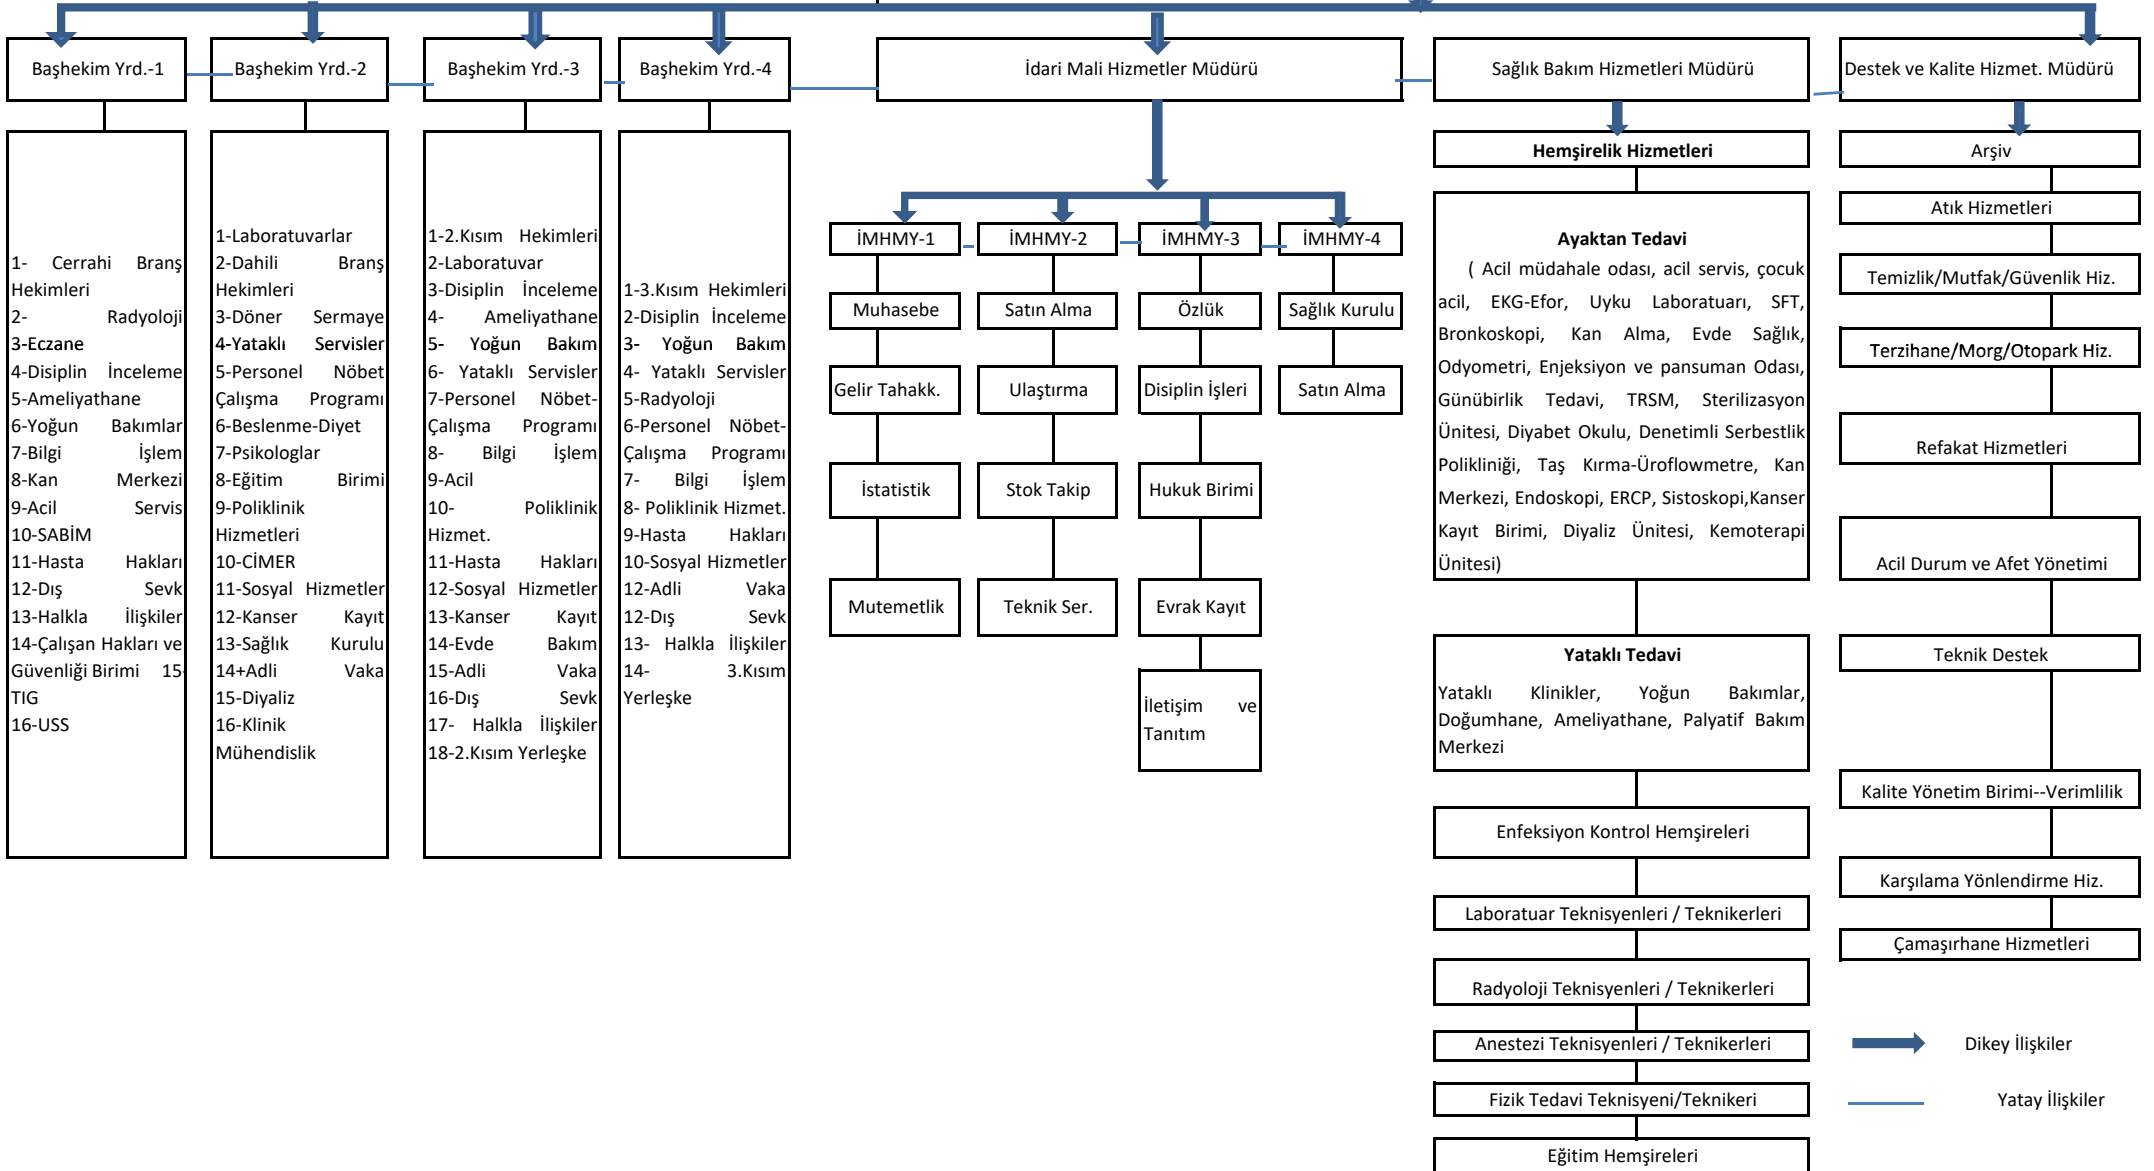 Başhekim Yrd.-1
Başhekim Yrd.-2
Başhekim Yrd.-3
Başhekim Yrd.-4
İdari Mali Hizmetler Müdürü
Sağlık Bakım Hizmetleri Müdürü
Destek ve Kalite Hizmet. Müdürü
1- Cerrahi Branş
Hekimleri
2- Radyoloji
3-Eczane
4-Disiplin İnceleme
5-Ameliyathane
6-Yoğun Bakımlar
7-Bilgi İşlem
8-Kan Merkezi
9-Acil Servis
10-SABİM
11-Hasta Hakları
12-Dış Sevk
13-Halkla İlişkiler
14-Çalışan Hakları ve
Güvenliği Birimi 15-
TIG
16-USS
1-Laboratuvarlar
2-Dahili Branş
Hekimleri
3-Döner Sermaye
4-Yataklı Servisler
5-Personel Nöbet
Çalışma Programı
6-Beslenme-Diyet
7-Psikologlar
8-Eğitim Birimi
9-Poliklinik
Hizmetleri
10-CİMER
11-Sosyal Hizmetler
12-Kanser Kayıt
13-Sağlık Kurulu
14+Adli Vaka
15-Diyaliz
16-Klinik
Mühendislik
1-2.Kısım Hekimleri
2-Laboratuvar
3-Disiplin İnceleme
4- Ameliyathane
5- Yoğun Bakım
6- Yataklı Servisler
7-Personel Nöbet-
Çalışma Programı
8- Bilgi İşlem
9-Acil
10- Poliklinik
Hizmet.
11-Hasta Hakları
12-Sosyal Hizmetler
13-Kanser Kayıt
14-Evde Bakım
15-Adli Vaka
16-Dış Sevk
17- Halkla İlişkiler
18-2.Kısım Yerleşke
1-3.Kısım Hekimleri
2-Disiplin İnceleme
3- Yoğun Bakım
4- Yataklı Servisler
5-Radyoloji
6-Personel Nöbet-
Çalışma Programı
7- Bilgi İşlem
8- Poliklinik Hizmet.
9-Hasta Hakları
10-Sosyal Hizmetler
12-Adli Vaka
12-Dış Sevk
13- Halkla İlişkiler
14- 3.Kısım
Yerleşke
İMHMY-1
Muhasebe
Gelir Tahakk.
İstatistik
Mutemetlik
İMHMY-2
Satın Alma
Ulaştırma
Stok Takip
Teknik Ser.
İMHMY-3
Özlük
Disiplin İşleri
Hukuk Birimi
Evrak Kayıt
İletişim ve
Tanıtım
İMHMY-4
Sağlık Kurulu
Satın Alma
Hemşirelik Hizmetleri
Ayaktan Tedavi
( Acil müdahale odası, acil servis, çocuk
acil, EKG-Efor, Uyku Laboratuarı, SFT,
Bronkoskopi, Kan Alma, Evde Sağlık,
Odyometri, Enjeksiyon ve pansuman Odası,
Günübirlik Tedavi, TRSM, Sterilizasyon
Ünitesi, Diyabet Okulu, Denetimli Serbestlik
Polikliniği, Taş Kırma-Üroflowmetre, Kan
Merkezi, Endoskopi, ERCP, Sistoskopi,Kanser
Kayıt Birimi, Diyaliz Ünitesi, Kemoterapi
Ünitesi)
Yataklı Tedavi
Yataklı Klinikler, Yoğun Bakımlar,
Doğumhane, Ameliyathane, Palyatif Bakım
Merkezi
Enfeksiyon Kontrol Hemşireleri
Laboratuar Teknisyenleri / Teknikerleri
Radyoloji Teknisyenleri / Teknikerleri
Anestezi Teknisyenleri / Teknikerleri
Fizik Tedavi Teknisyeni/Teknikeri
Eğitim Hemşireleri
Arşiv
Atık Hizmetleri
Temizlik/Mutfak/Güvenlik Hiz.
Terzihane/Morg/Otopark Hiz.
Refakat Hizmetleri
Acil Durum ve Afet Yönetimi
Teknik Destek
Kalite Yönetim Birimi--Verimlilik
Karşılama Yönlendirme Hiz.
Çamaşırhane Hizmetleri
Dikey İlişkiler
Yatay İlişkiler